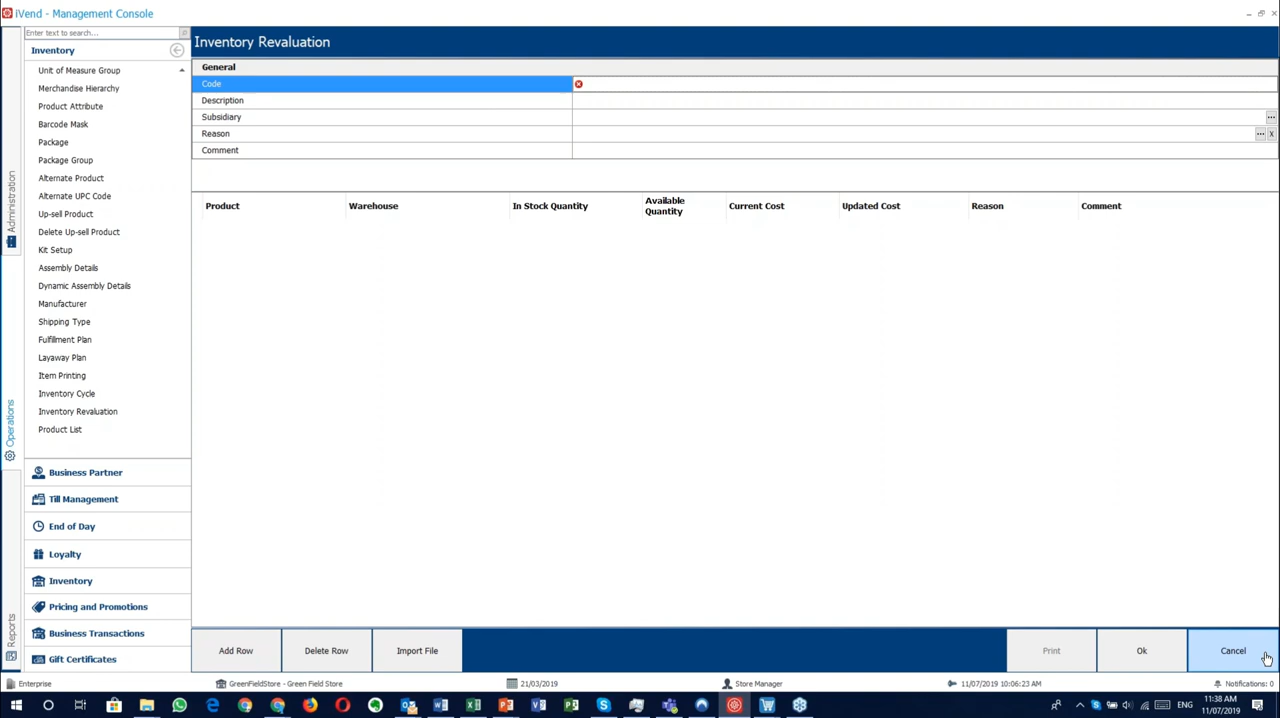 iVend - Management Console
Enter text to search...
Inventory
Unit of Measure Group
Merchandise Hierarchy
Product Attribute
Barcode Mask
Package
Package Group
Alternate Product
Alternate UPC Code
Up-sell Product
Delete Up-sell Product
Kit Setup
Assembly Details
Dynamic Assembly Details
Manufacturer
Shipping Type
Fulfillment Plan
Layaway Plan
Item Printing
Inventory Cycle
Inventory Revaluation
Product List
Business Partner
Till Management
End of Day
Loyalty
Inventory
Pricing and Promotions
Business Transactions
Gift Certificates
Administration
Operations
Reports
Inventory Revaluation
General
Code
Description
Subsidiary
Reason
Comment
Product Warehouse In Stock Quantity Available Quantity Current Cost Updated Cost Reason Comment
Add Row Delete Row Import File Print Ok Cancel
Enterprise GreenFieldStore - Green Field Store 21/03/2019 Store Manager 11/07/2019 10:06:23 AM Notifications: 0
ENG 11:38 AM
11/07/2019